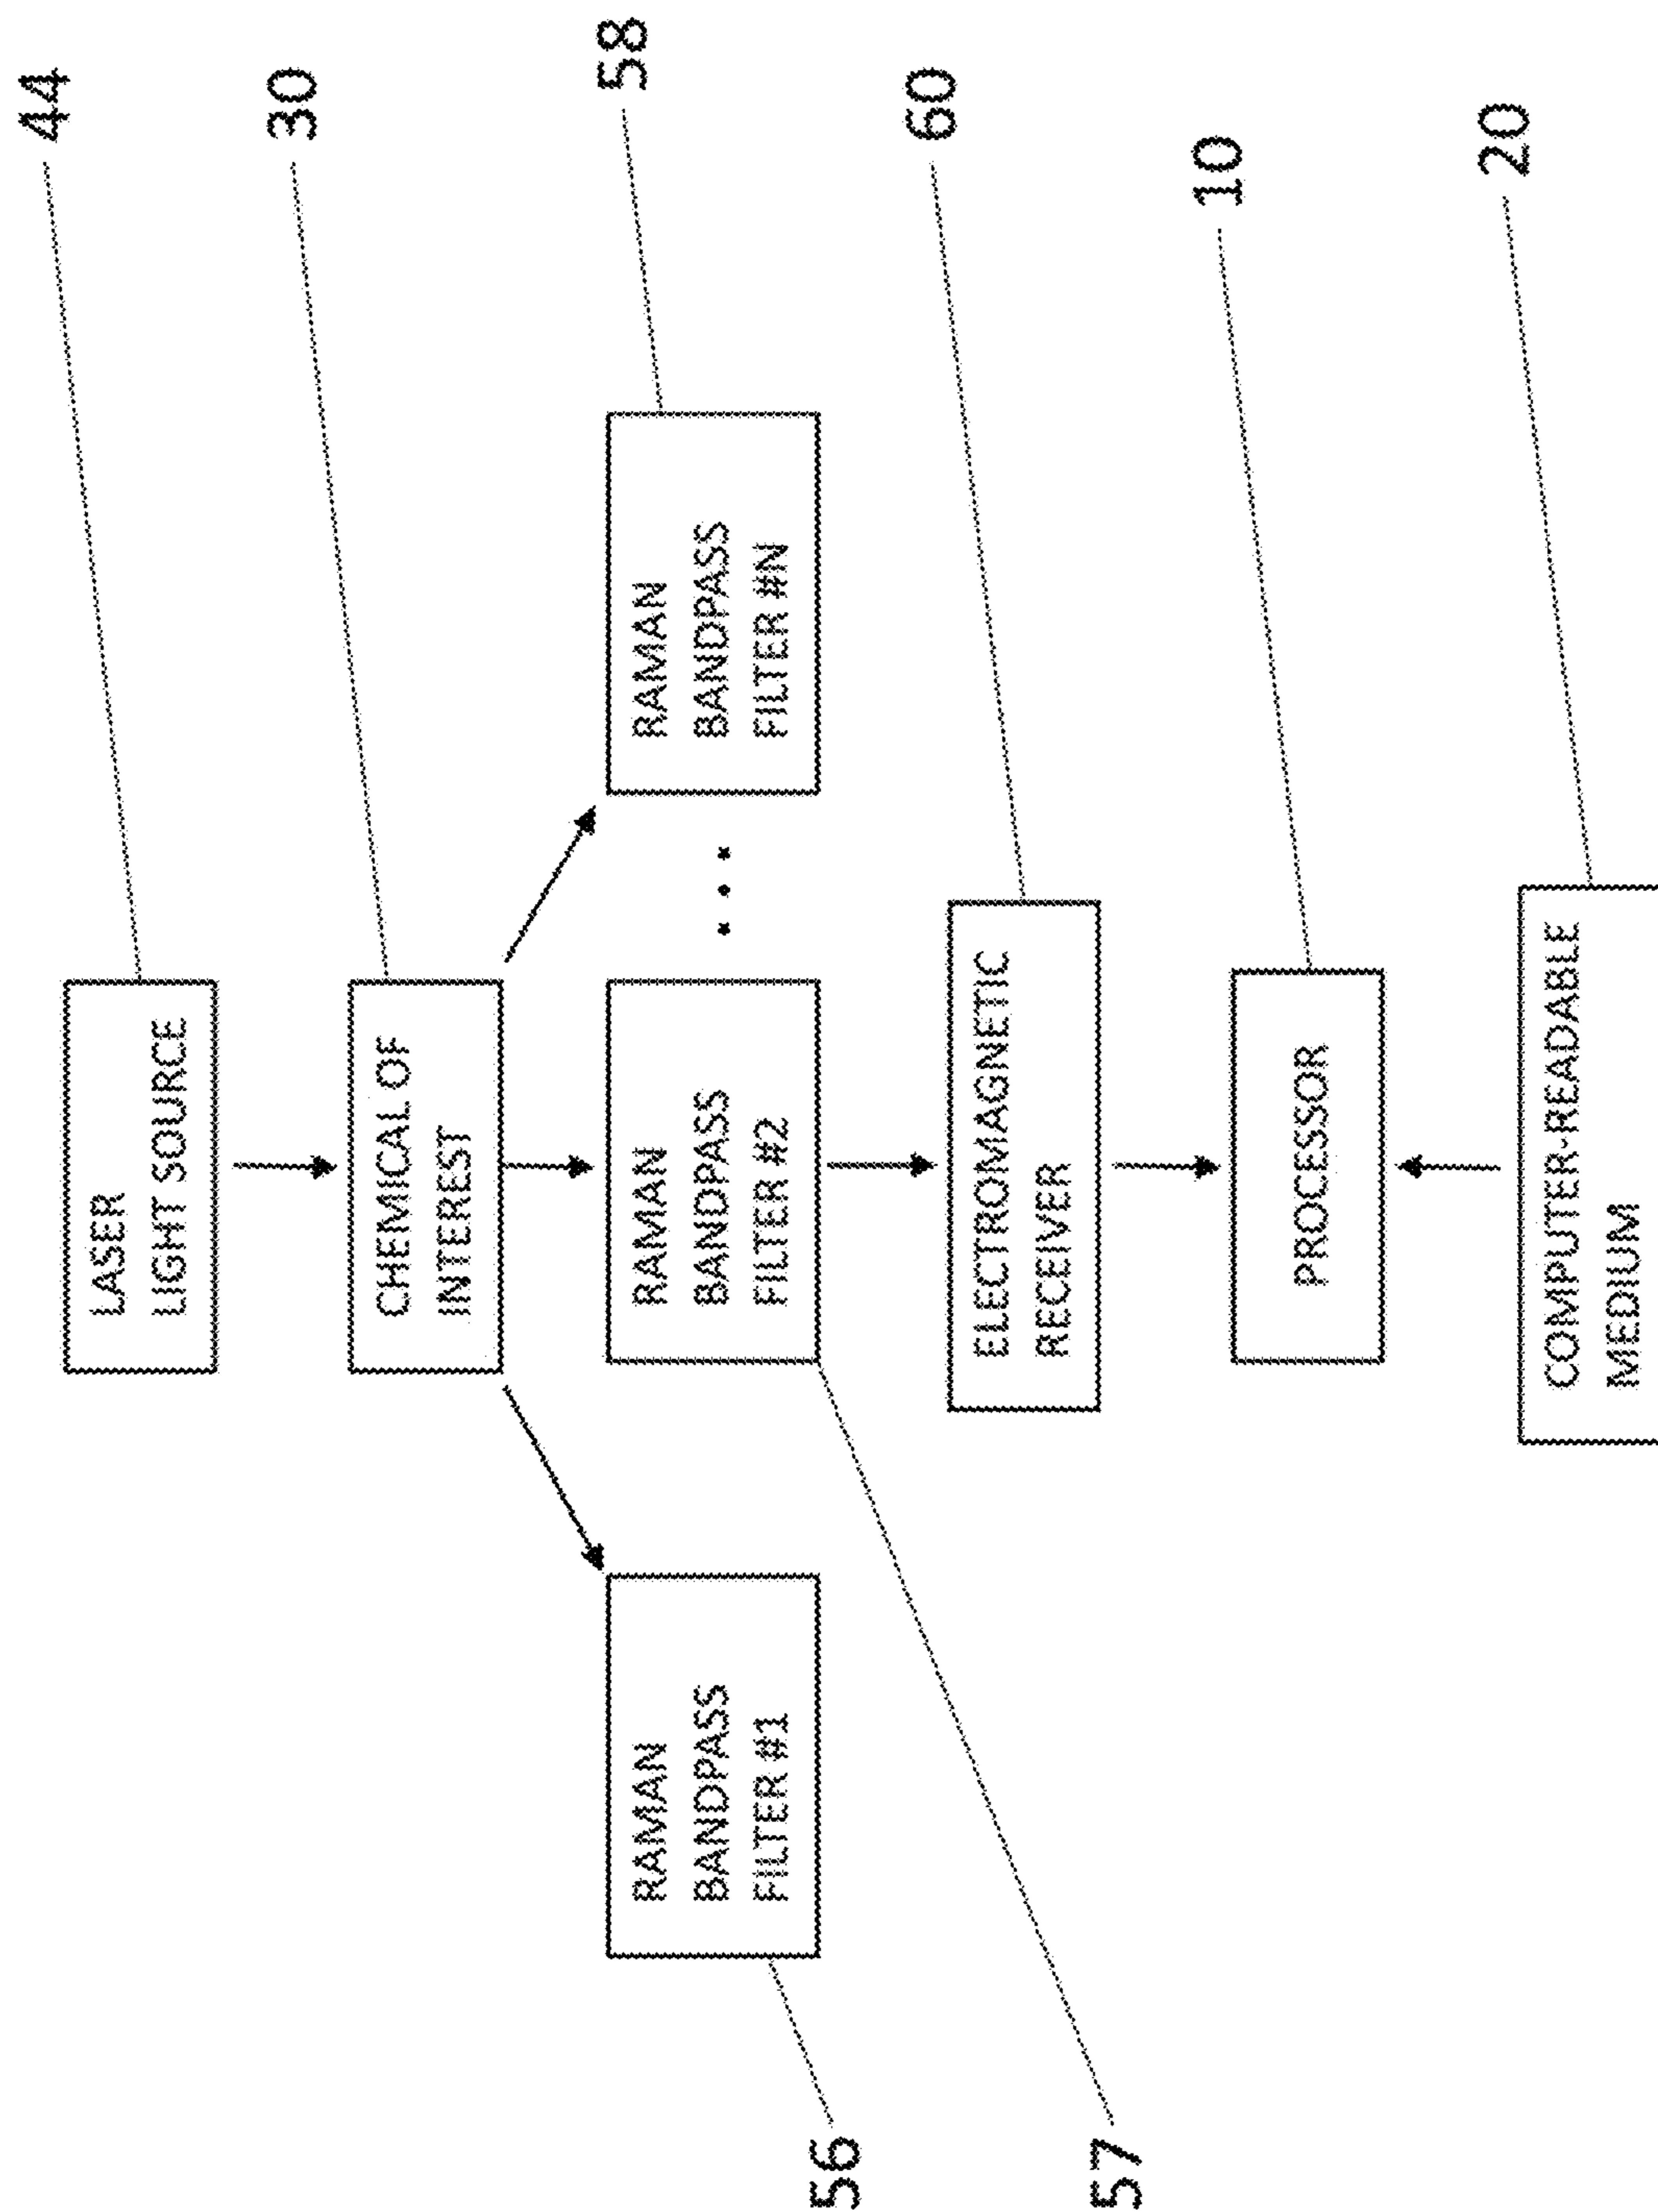 LASER
LIGHT SOURCE
44
CHEMICAL OF
INTEREST
30
RAMAN
BANDPASS
FILTER #1
56
RAMAN
BANDPASS
FILTER #2
57
RAMAN
BANDPASS
FILTER #N
58
ELECTROMAGNETIC
RECEIVER
60
PROCESSOR
10
COMPUTER-READABLE
MEDIUM
20